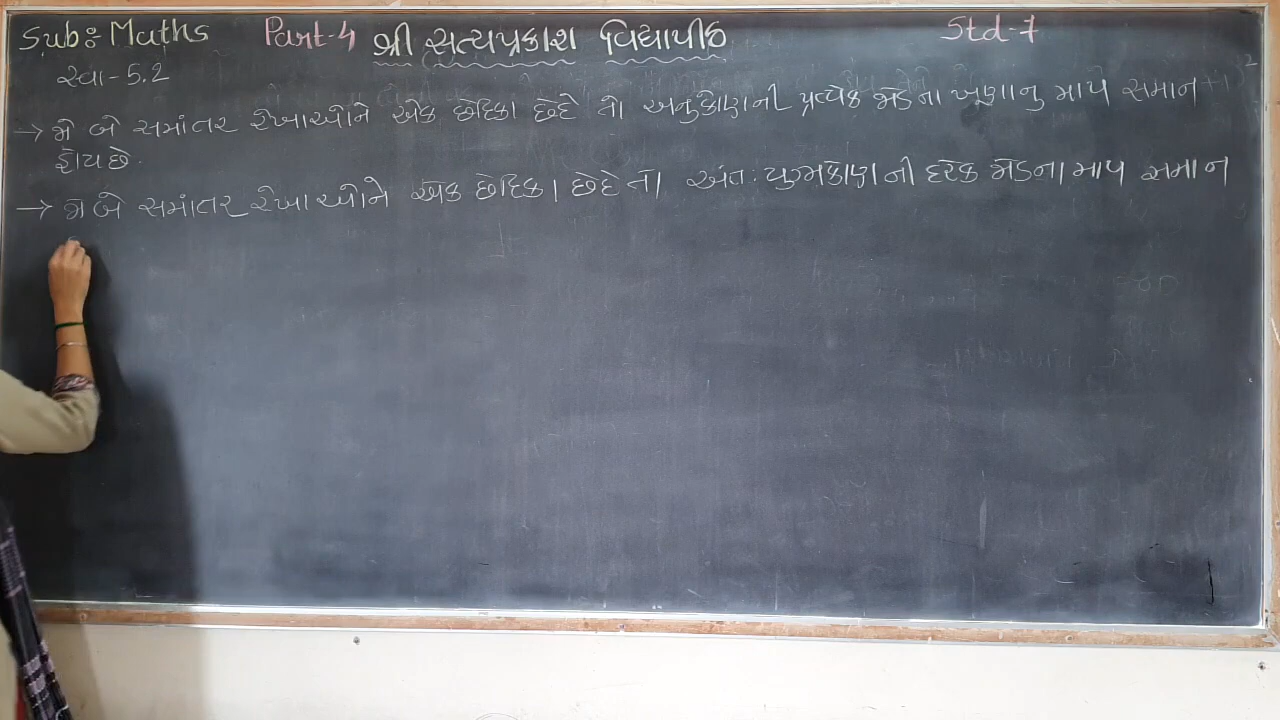 Sub: Maths Part-4 શ્રી સત્યપ્રકાશ વિદ્યાપીઠ Std-7
સ્વા-5.2
→ જો બે સમાંતર રેખાઓને એક છેદિકા છેદે તો અનુકોણની પ્રત્યેક જોડના ખૂણાનુ માપ સમાન
હોય છે.
→ જો બે સમાંતર રેખાઓને એક છેદિકા છેદે તો અંતઃયુગ્મકોણની દરેક જોડના માપ સમાન